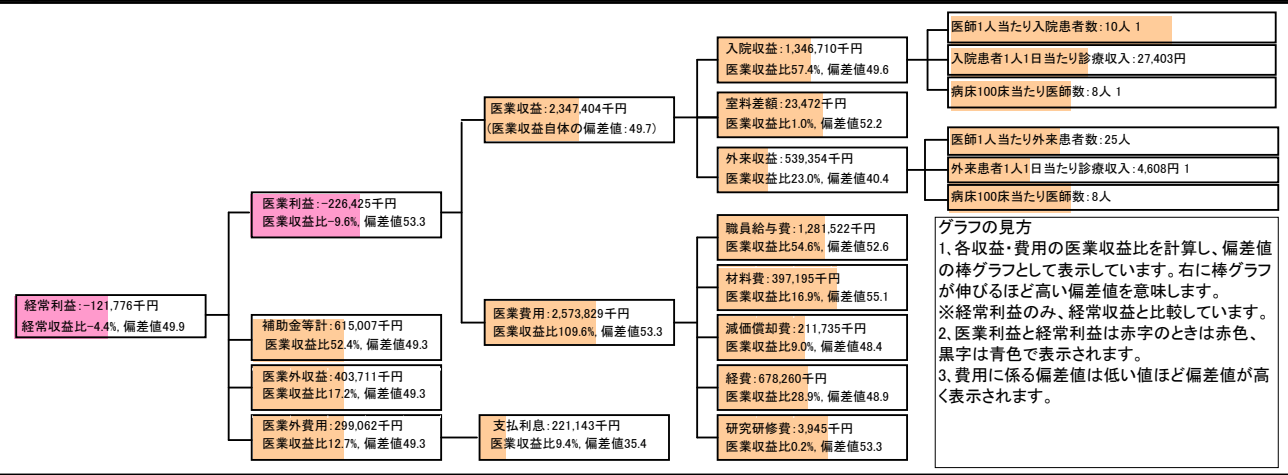 経常利益：-121,776千円
経常収益比-4.4%, 偏差値49.9
医業利益：-226,425千円
医業収益比-9.6%, 偏差値53.3
補助金等計：615,007千円
医業収益比52.4%, 偏差値49.3
医業外収益：403,711千円
医業収益比17.2%, 偏差値49.3
医業外費用：299,062千円
医業収益比12.7%, 偏差値49.3
医業収益：2,347,404千円
(医業収益自体の偏差値：49.7)
医業費用：2,573,829千円
医業収益比109.6%, 偏差値53.3
支払利息：221,143千円
医業収益比9.4%, 偏差値35.4
入院収益：1,346,710千円
医業収益比57.4%, 偏差値49.6
室料差額：23,472千円
医業収益比1.0%, 偏差値52.2
外来収益：539,354千円
医業収益比23.0%, 偏差値40.4
職員給与費：1,281,522千円
医業収益比54.6%, 偏差値52.6
材料費：397,195千円
医業収益比16.9%, 偏差値55.1
減価償却費：211,735千円
医業収益比9.0%, 偏差値48.4
経費：678,260千円
医業収益比28.9%, 偏差値48.9
研究研修費：3,945千円
医業収益比0.2%, 偏差値53.3
医師1人当たり入院患者数：10人 1
入院患者1人1日当たり診療収入：27,403円
病床100床当たり医師数：8人 1
医師1人当たり外来患者数：25人
外来患者1人1日当たり診療収入：4,608円 1
病床100床当たり医師数：8人
グラフの見方
1、各収益・費用の医業収益比を計算し、偏差値
の棒グラフとして表示しています。右に棒グラフ
が伸びるほど高い偏差値を意味します。
※経常利益のみ、経常収益と比較しています。
2、医業利益と経常利益は赤字のときは赤色、
黒字は青色で表示されます。
3、費用に係る偏差値は低い値ほど偏差値が高
く表示されます。